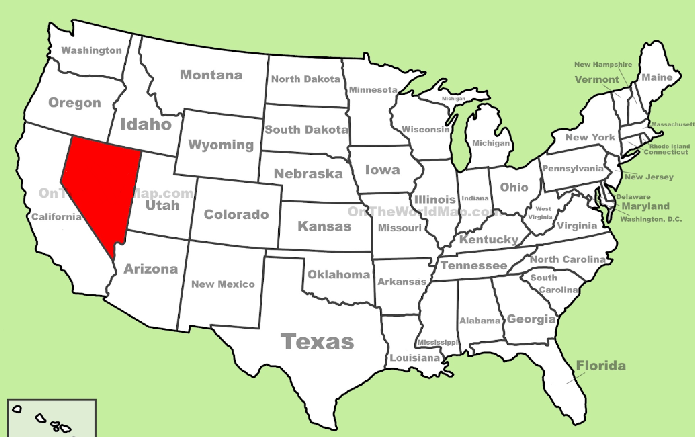 Washington
Montana
North Dakota
Minnesota
Michigan
New Hampshire
Vermont
Maine
Oregon
Idaho
South Dakota
Wisconsin
Michigan
New York
Massachusett
Rhode Island
Connecticut
Wyoming
Nebraska
Iowa
Pennsylvania
New Jersey
OnTheWorldMap.com
Utah
Colorado
Illinois
Indiana
Ohio
OnTheWorldMap.com
Delaware
Maryland
Washington, D.C.
California
Kansas
Missouri
West
Virginia
Virginia
Kentucky
Arizona
New Mexico
Oklahoma
Arkansas
Tennessee
North Carolina
South
Carolina
Texas
Louisiana
Mississippi
Alabama
Georgia
Florida